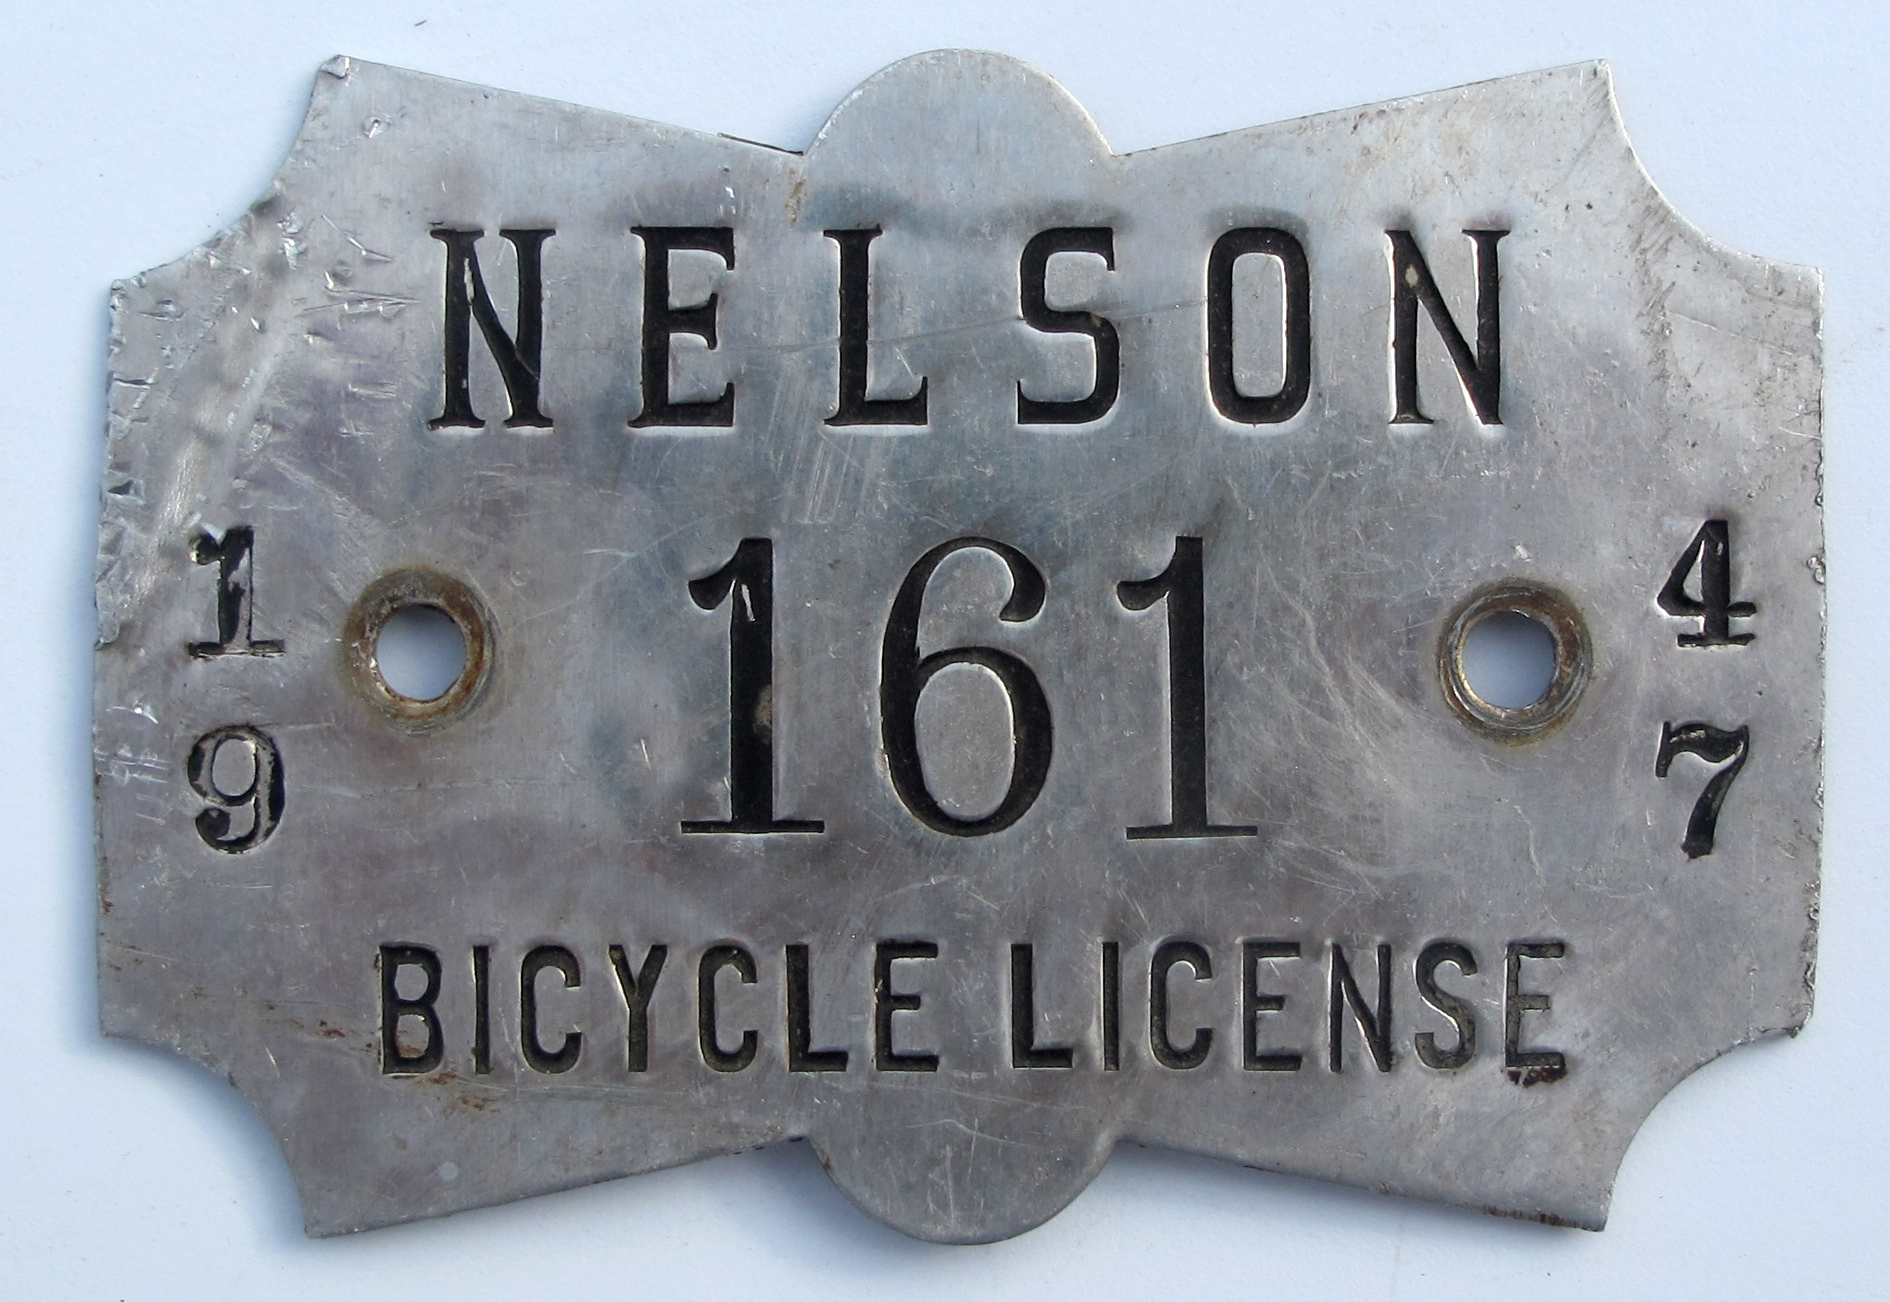 NELSON
19 161 47
BICYCLE LICENSE